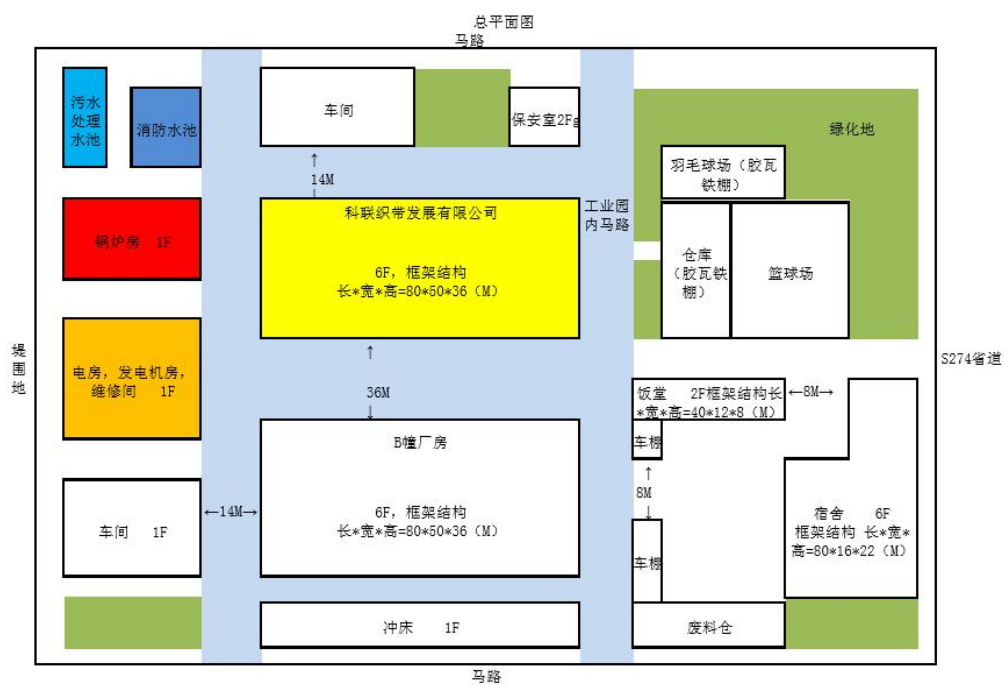 总平面图
马路
污水
处理
水池
消防水池
车间
保安室2Fg
绿化地
↑
14M
↓
羽毛球场（胶瓦
铁棚）
锅炉房 1F
科联织带发展有限公司
6F，框架结构
长*宽*高=80*50*36（M）
工业园
内马路
仓库
（胶瓦铁
棚）
篮球场
堤
围
地
电房，发电机房，
维修间 1F
↑
36M
↓
S274省道
饭堂 2F框架结构长
*宽*高=40*12*8（M）
←8M→
车棚
↑
8M
↓
车棚
B幢厂房
6F，框架结构
长*宽*高=80*50*36（M）
车间 1F
←14M→
宿舍 6F
框架结构 长*宽*
高=80*16*22（M）
冲床 1F
废料仓
马路